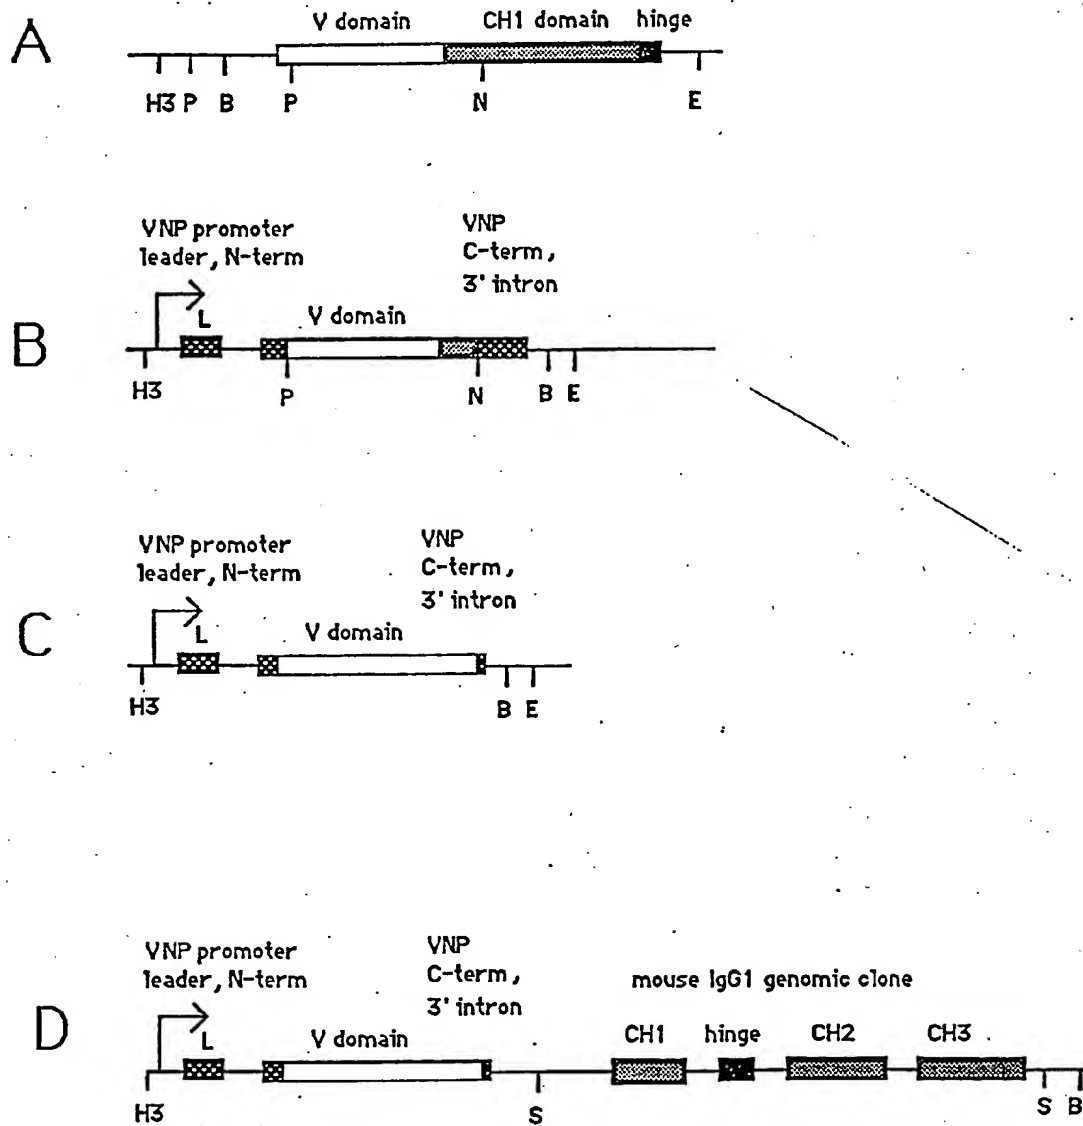 A
V domain CH1 domain hinge
H3 P B P N E
B
VNP promoter
leader, N-term
VNP
C-term,
3' intron
L
V domain
H3 P N B E
C
VNP promoter
leader, N-term
VNP
C-term,
3' intron
L
V domain
H3 B E
D
VNP promoter
leader, N-term
VNP
C-term,
3' intron
mouse IgG1 genomic clone
L
V domain
CH1 hinge CH2 CH3
H3 S S B